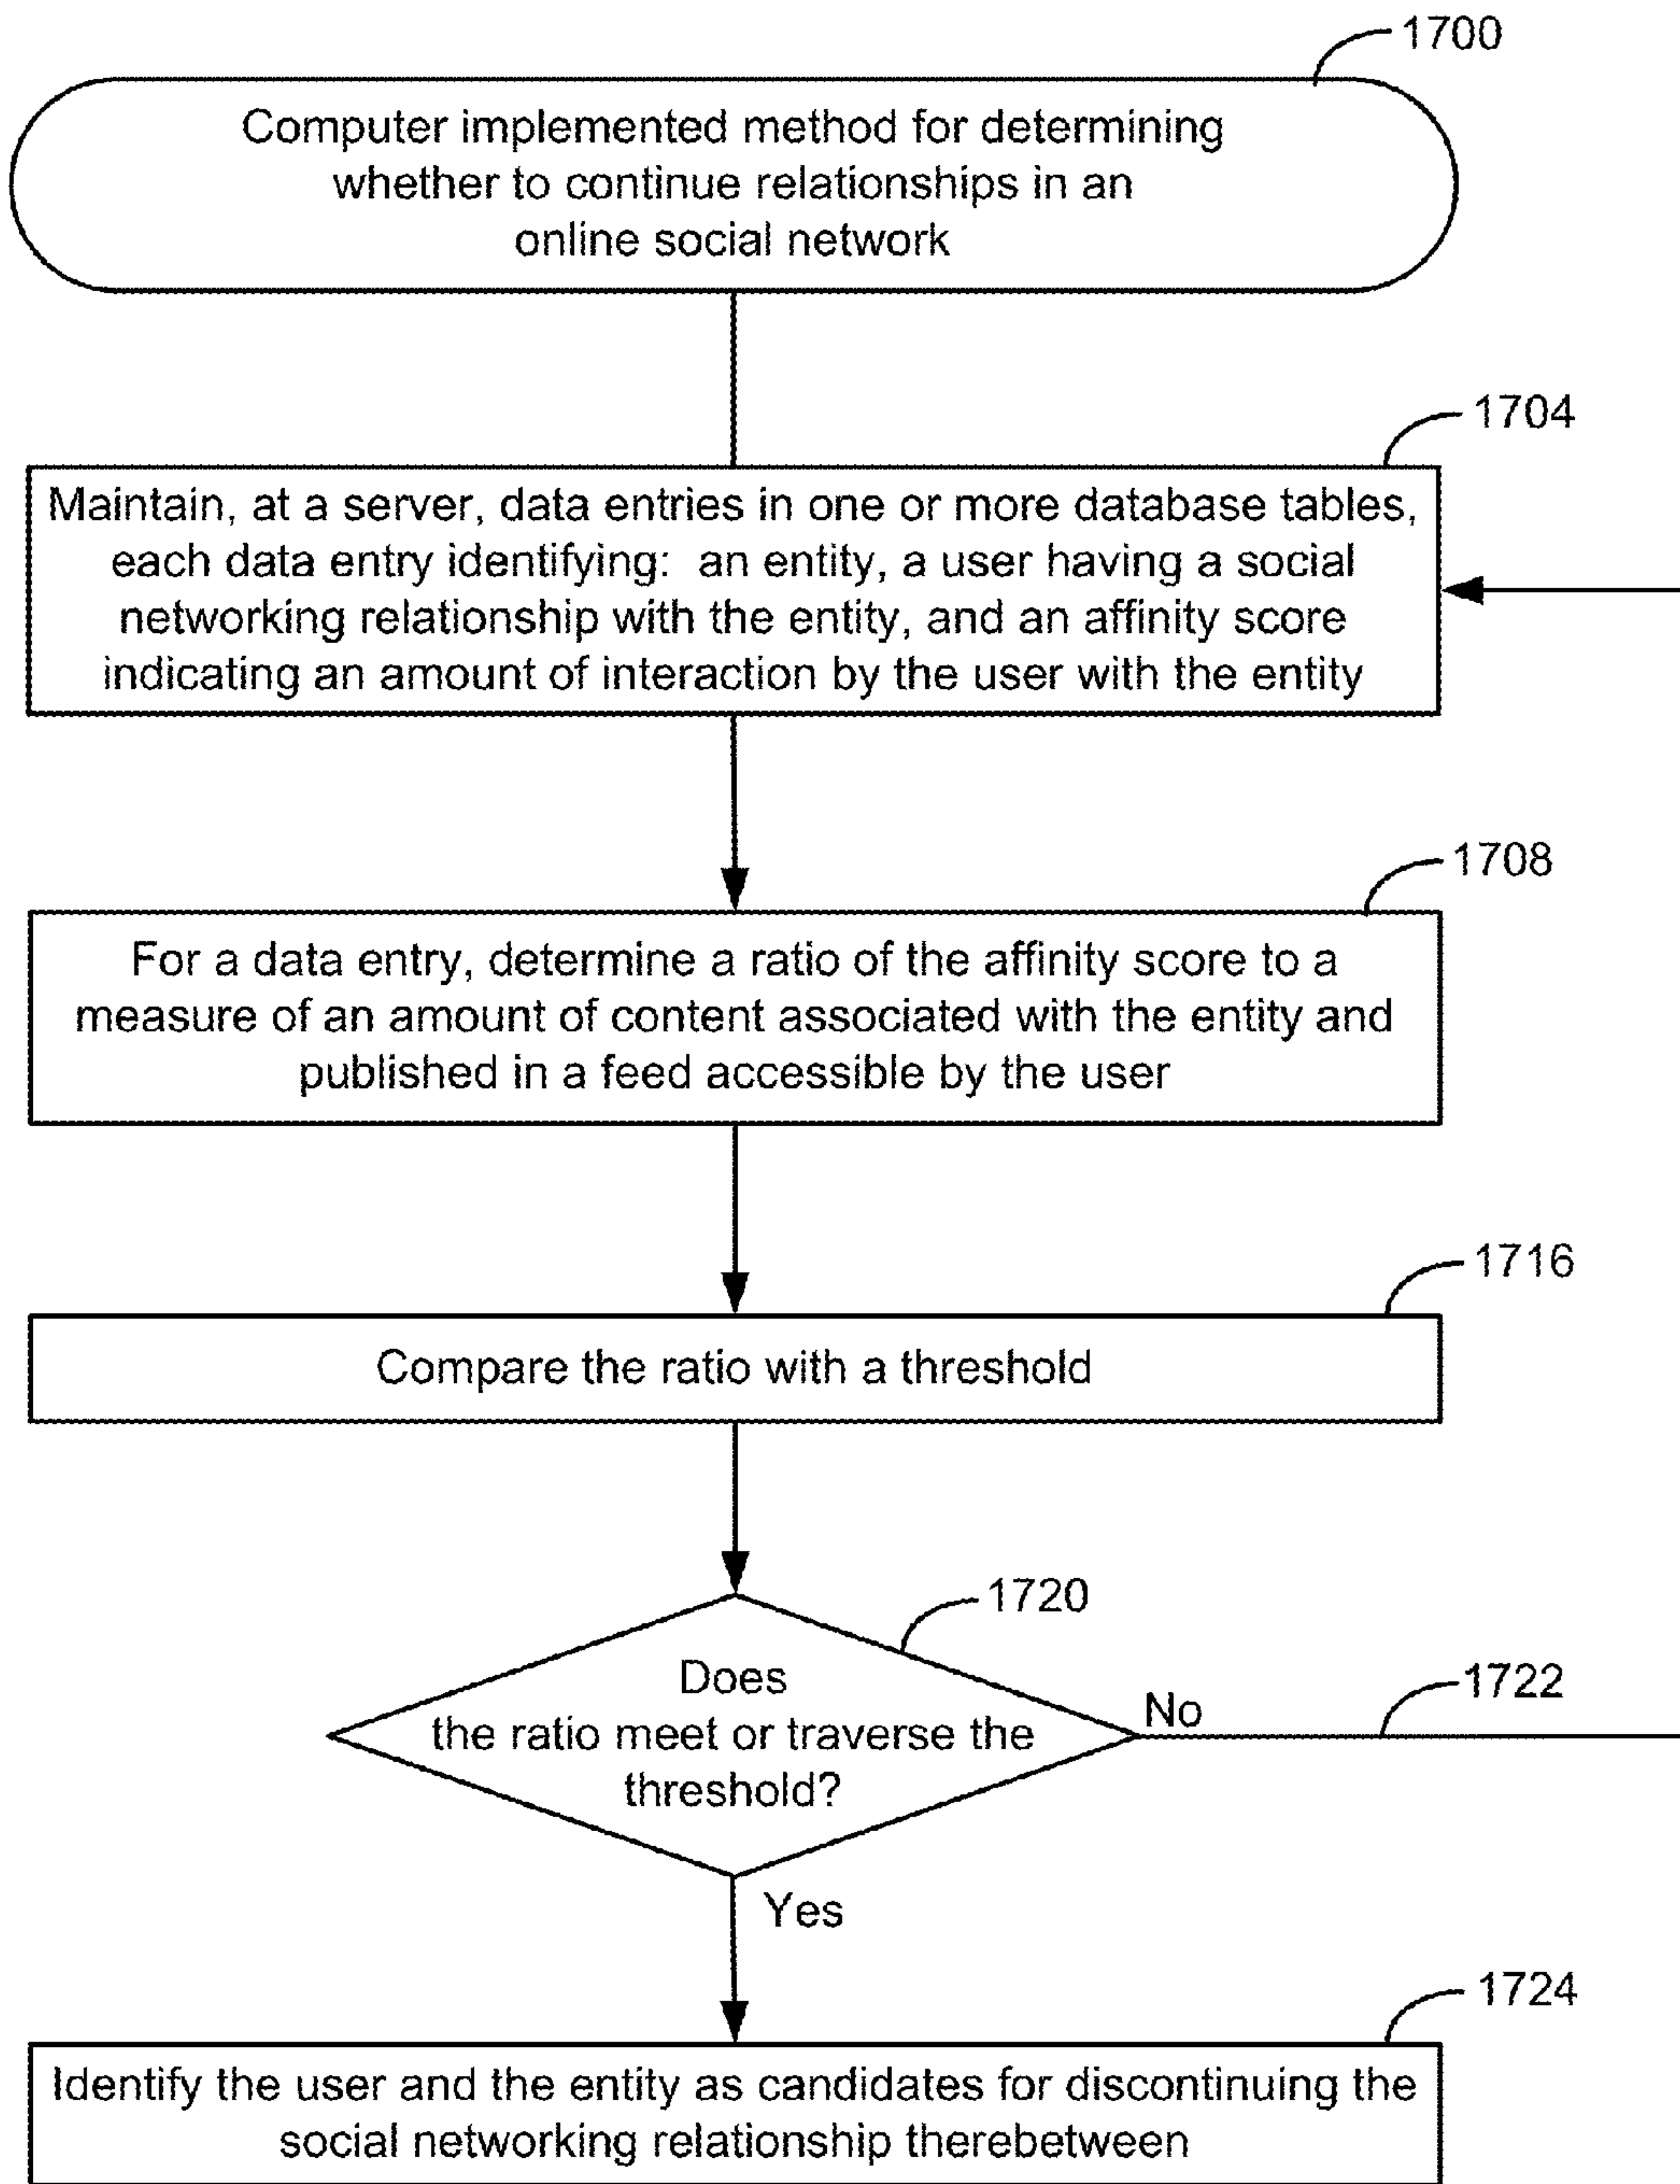 1700
Computer implemented method for determining
whether to continue relationships in an
online social network
1704
Maintain, at a server, data entries in one or more database tables,
each data entry identifying: an entity, a user having a social
networking relationship with the entity, and an affinity score
indicating an amount of interaction by the user with the entity
1708
For a data entry, determine a ratio of the affinity score to a
measure of an amount of content associated with the entity and
published in a feed accessible by the user
1716
Compare the ratio with a threshold
1720
Does
the ratio meet or traverse the
threshold?
No
1722
Yes
1724
Identify the user and the entity as candidates for discontinuing the
social networking relationship therebetween